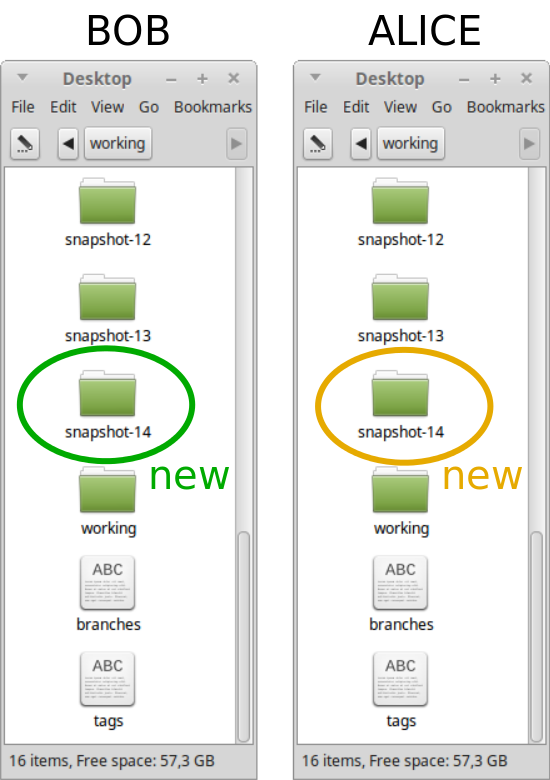 BOB
Desktop
File Edit View Go Bookmarks
working
snapshot-12
snapshot-13
snapshot-14
new
working
ABC
branches
ABC
tags
16 items, Free space: 57,3 GB
ALICE
Desktop
File Edit View Go Bookmarks
working
snapshot-12
snapshot-13
snapshot-14
new
working
ABC
branches
ABC
tags
16 items, Free space: 57,3 GB